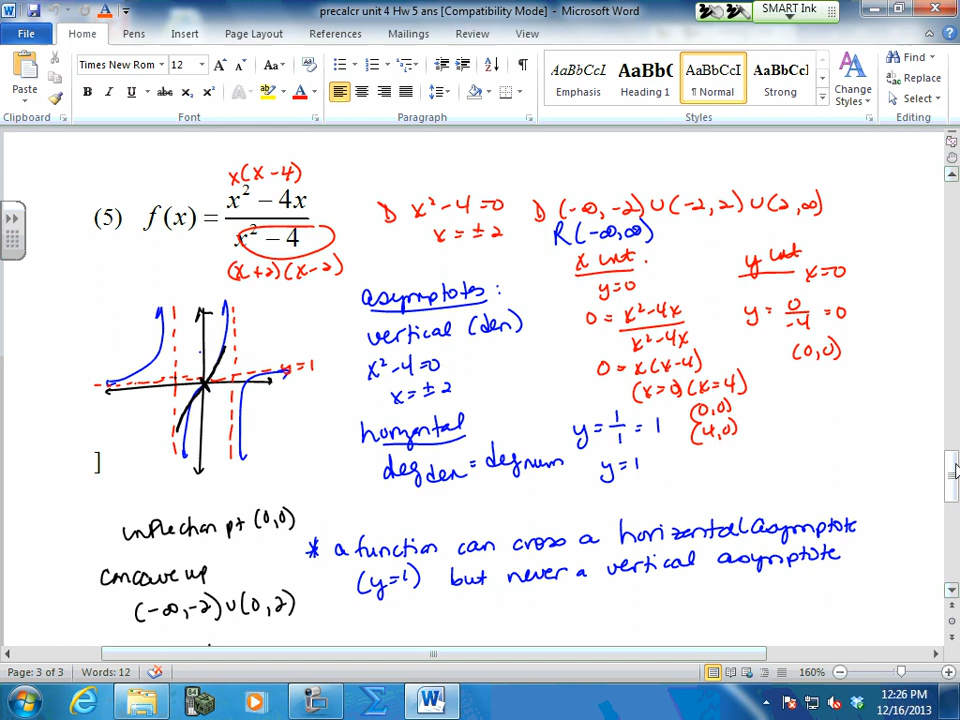 precalcr unit 4 Hw 5 ans [Compatibility Mode] - Microsoft Word
SMART Ink
File Home Pens Insert Page Layout References Mailings Review View
Paste
Times New Rom 12
AaBbCcI AaBbCc AaBbCcI AaBbCcI
Emphasis Heading 1 ¶ Normal Strong
Change Styles
Find
Replace
Select
Clipboard Font Paragraph Styles Editing
x(x-4)
(5) f(x) = x² − 4x / x² − 4
(x+2)(x-2)
D x²-4=0
x = ±2
D (-∞,-2)∪(-2,2)∪(2,∞)
R(-∞,∞)
x int.
y=0
0 = x²-4x / x²-4x
0 = x(x-4)
(x=0)(x=4)
(0,0)
(4,0)
y int
x=0
y = 0/-4 = 0
(0,0)
asymptotes:
vertical (den)
x²-4=0
x = ±2
horizontal
deg den = deg num
y = 1/1 = 1
y=1
y=1
]
inflection pt (0,0)
concave up
(-∞,-2)∪(0,2)
* a function can cross a horizontal asymptote
(y=1) but never a vertical asymptote
Page: 3 of 3 Words: 12 160%
12:26 PM
12/16/2013